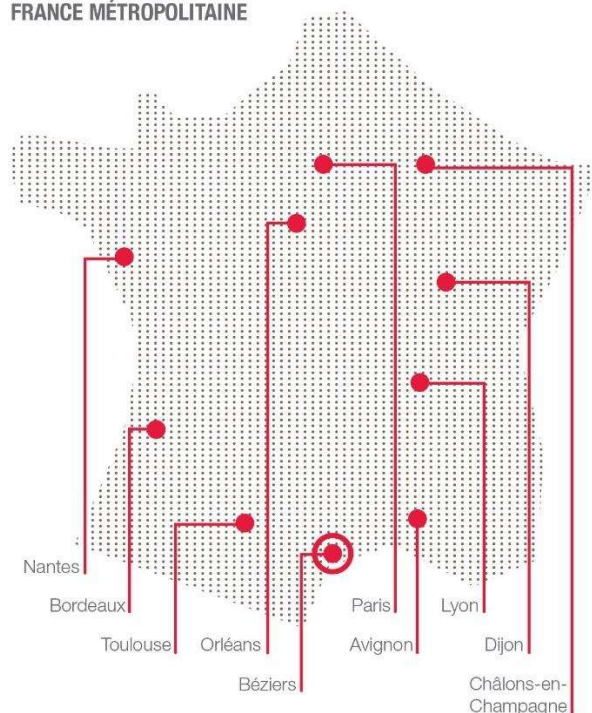 FRANCE MÉTROPOLITAINE
Nantes
Bordeaux
Paris
Lyon
Toulouse
Orléans
Avignon
Dijon
Béziers
Châlons-en-
Champagne